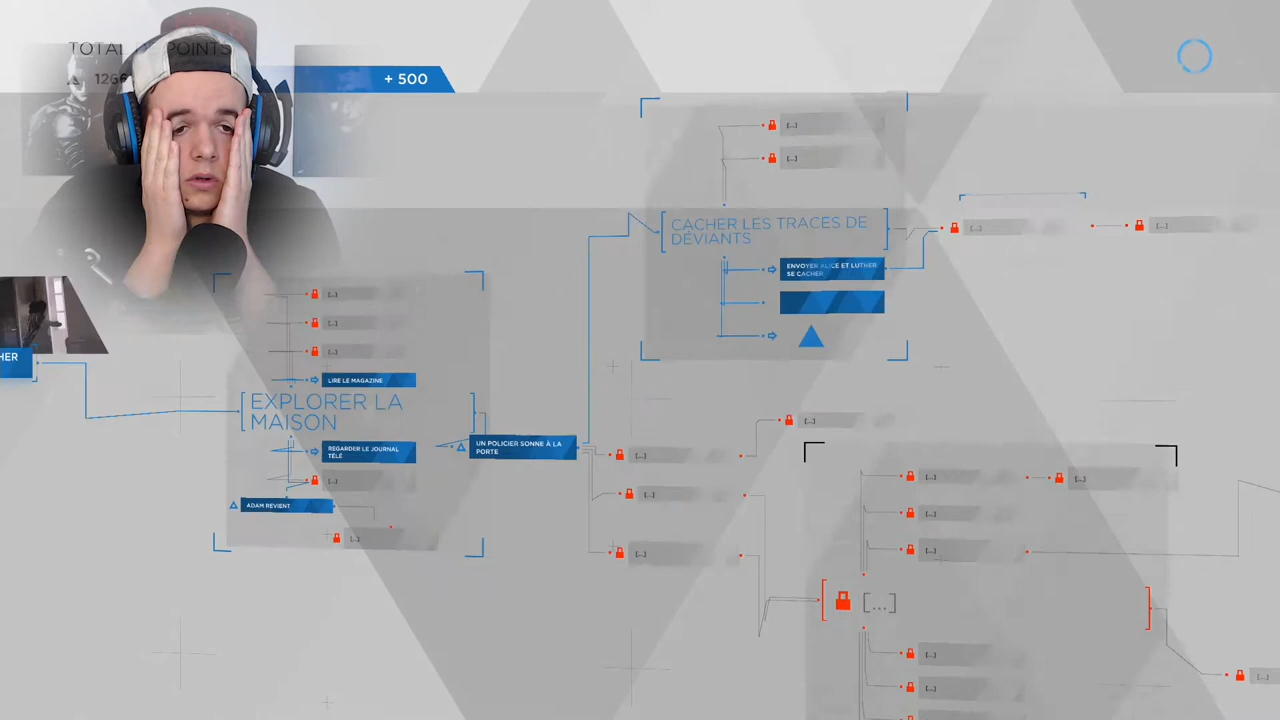 TOTAL
POINTS
1266
+ 500
[...]
[...]
CACHER LES TRACES DE
DÉVIANTS
[...]
[...]
ENVOYER ALICE ET LUTHER
SE CACHER
[...]
[...]
[...]
LIRE LE MAGAZINE
EXPLORER LA
MAISON
REGARDER LE JOURNAL
TÉLÉ
[...]
ADAM REVIENT
[...]
UN POLICIER SONNE À LA
PORTE
[...]
[...]
[...]
[...]
[...]
[...]
[...]
[...]
[...]
[...]
[...]
[...]